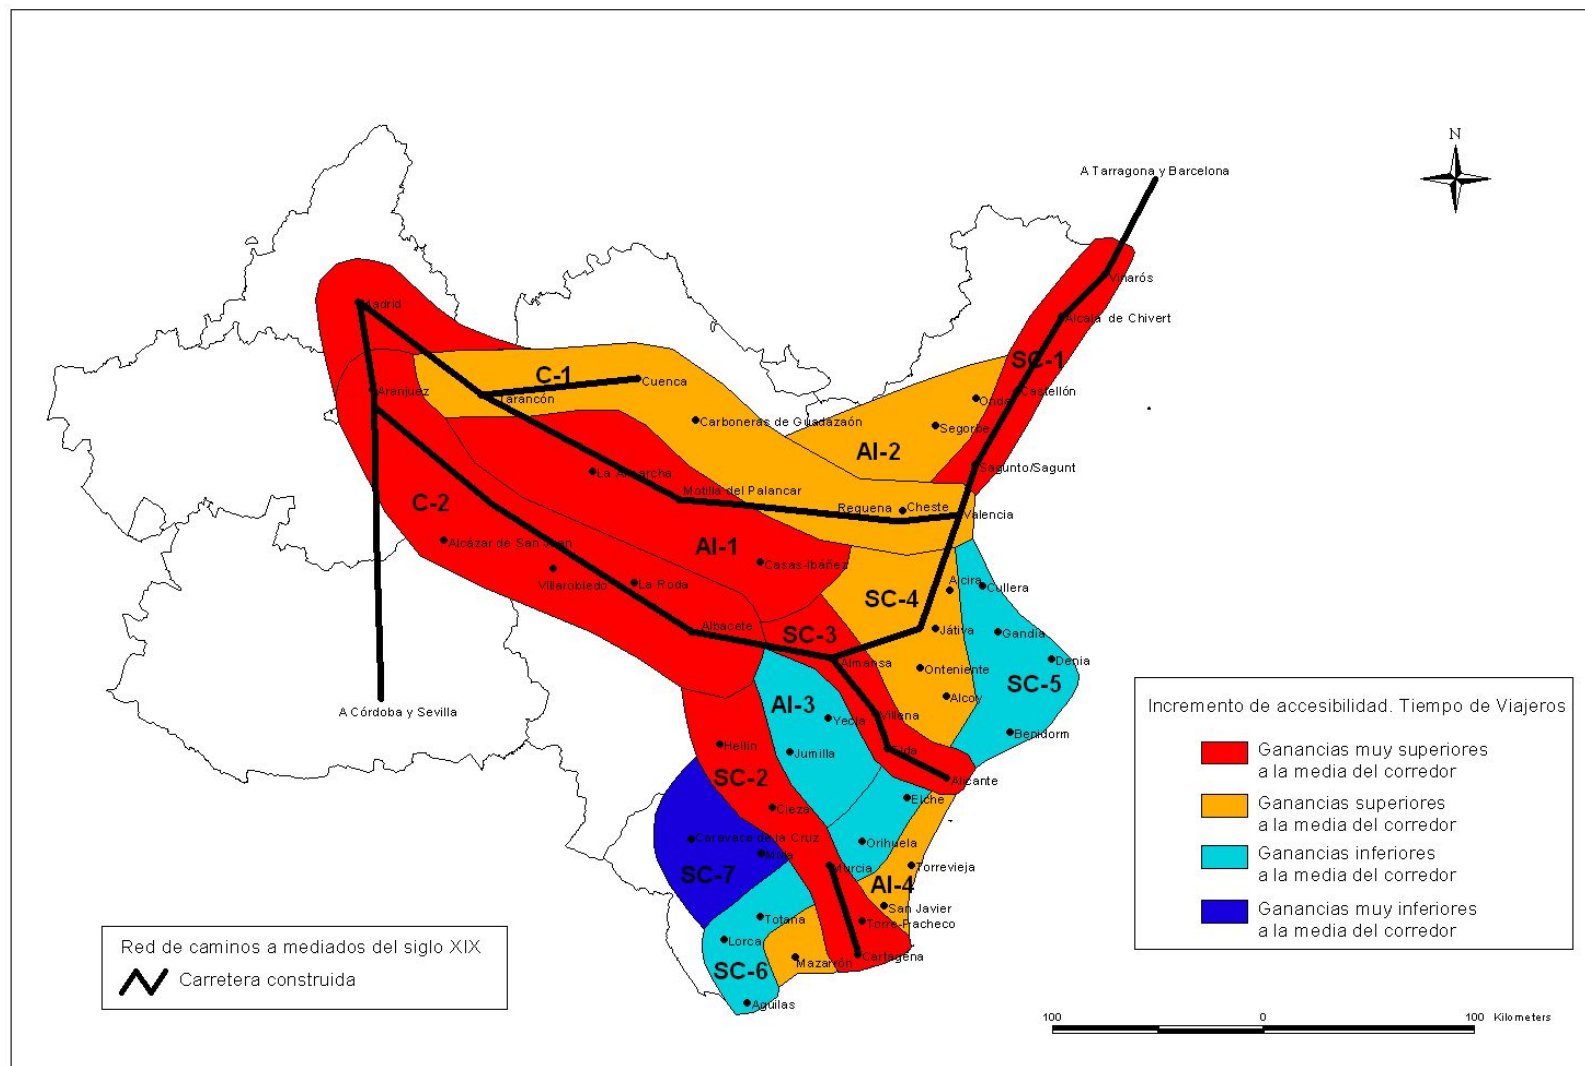 N
A Tarragona y Barcelona
Vinarós
Madrid
Alcalá de Chivert
SC-1
C-1
Cuenca
Aranjuez
Tarancón
Castellón
Onda
Carboneras de Guadazaón
Segorbe
AI-2
La Almarcha
Sagunto/Sagunt
Motilla del Palancar
C-2
Requena
Cheste
Valencia
Alcázar de San Juan
AI-1
Casas-Ibáñez
Villarobledo
La Roda
Alcira
Cullera
SC-4
Albacete
SC-3
Játiva
Gandía
Almansa
Onteniente
Denia
SC-5
Alcoy
A Córdoba y Sevilla
AI-3
Yecla
Villena
Benidorm
Hellín
Jumilla
Elda
SC-2
Alicante
Elche
Cieza
Caravaca de la Cruz
Mula
Orihuela
SC-7
Murcia
Torrevieja
AI-4
San Javier
Totana
Torre-Pacheco
Lorca
SC-6
Mazarrón
Cartagena
Aguilas
Incremento de accesibilidad. Tiempo de Viajeros
Ganancias muy superiores
a la media del corredor
Ganancias superiores
a la media del corredor
Ganancias inferiores
a la media del corredor
Ganancias muy inferiores
a la media del corredor
Red de caminos a mediados del siglo XIX
Carretera construida
100 0 100 Kilometers